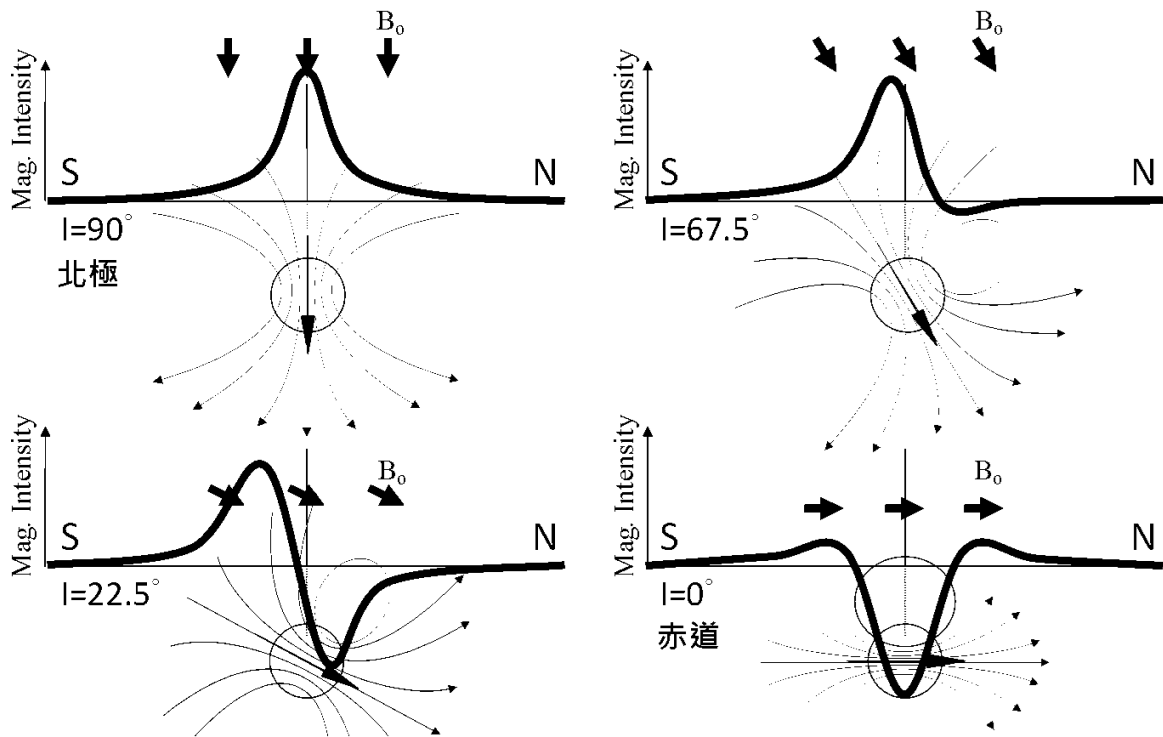 B₀
Mag. Intensity
S
N
I=90°
北極
B₀
Mag. Intensity
S
N
I=67.5°
B₀
Mag. Intensity
S
N
I=22.5°
B₀
Mag. Intensity
S
N
I=0°
赤道